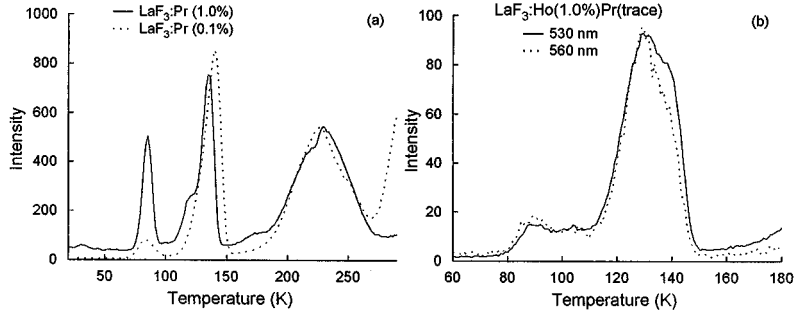 LaF₃:Pr (1.0%)
LaF₃:Pr (0.1%)
(a)
1000
800
600
400
200
0
Intensity
50 100 150 200 250
Temperature (K)
LaF₃:Ho(1.0%)Pr(trace)
530 nm
560 nm
(b)
100
80
60
40
20
0
Intensity
60 80 100 120 140 160 180
Temperature (K)